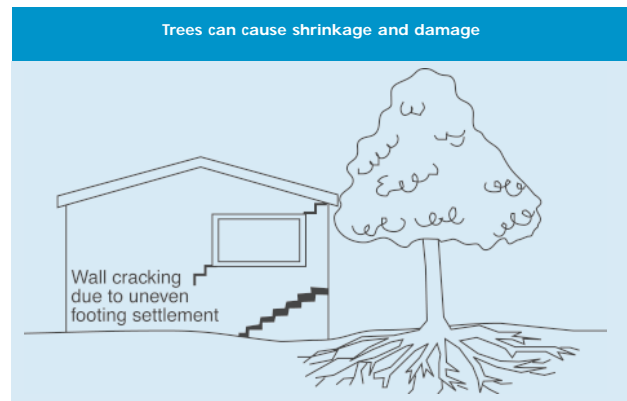 Trees can cause shrinkage and damage
Wall cracking
due to uneven
footing settlement